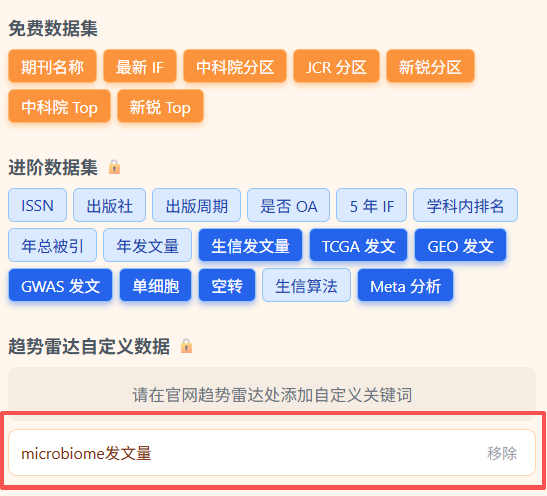 免费数据集
期刊名称 最新 IF 中科院分区 JCR 分区 新锐分区
中科院 Top 新锐 Top
进阶数据集
ISSN 出版社 出版周期 是否 OA 5 年 IF 学科内排名
年总被引 年发文量 生信发文量 TCGA 发文 GEO 发文
GWAS 发文 单细胞 空转 生信算法 Meta 分析
趋势雷达自定义数据
请在官网趋势雷达处添加自定义关键词
microbiome发文量 移除